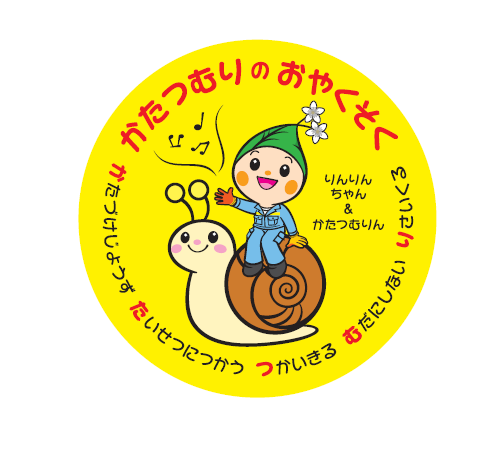 かたつむりの おやくそく
りんりん
ちゃん
&
かたつむりん
かたづけじょうず
たいせつにつかう
つかいきる
むだにしない
りさいくる